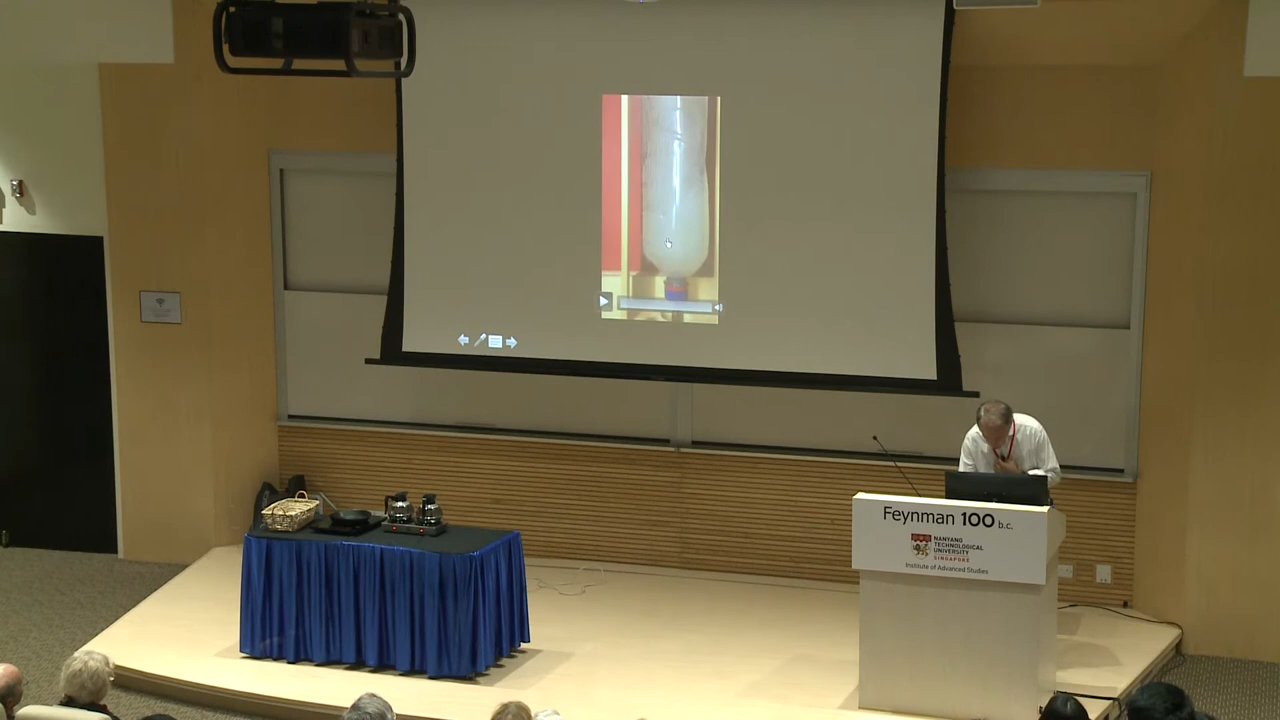 Feynman 100 b.c.
NANYANG
TECHNOLOGICAL
UNIVERSITY
SINGAPORE
Institute of Advanced Studies